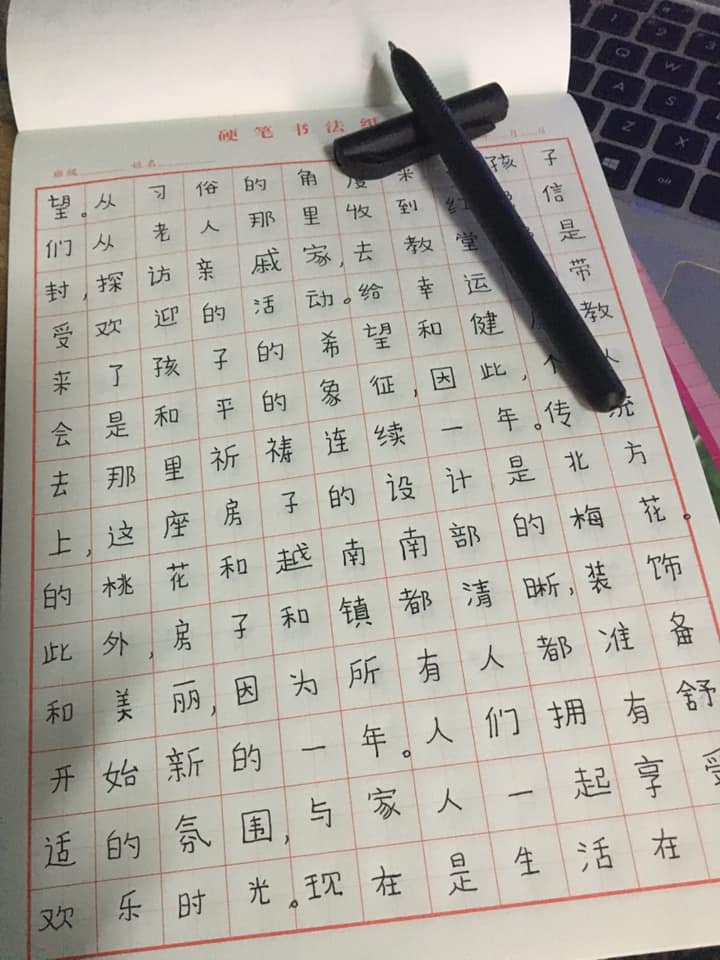 硬笔书法纸
班级 姓名 年 月 日
望。从习俗的角度来 孩子
们从老人那里收到红 信
封,探访亲戚家,去教堂 是
受欢迎的活动。给幸运 带
来了孩子的希望和健 教
会是和平的象征,因此, 人
去那里祈祷连续一年。传统
上,这座房子的设计是北方
的桃花和越南南部的梅花。
此外,房子和镇都清晰,装饰
和美丽,因为所有人都准备
开始新的一年。人们拥有舒
适的氛围,与家人一起享受
欢乐时光。现在是生活在
Q W A S Z X alt